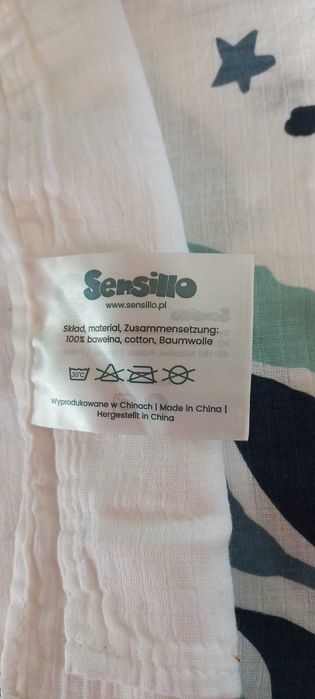 Sensillo
www.sensillo.pl
Skład, material, Zusammensetzung:
100% bawełna, cotton, Baumwolle
30°C
Wyprodukowane w Chinach | Made in China |
Hergestellt in China